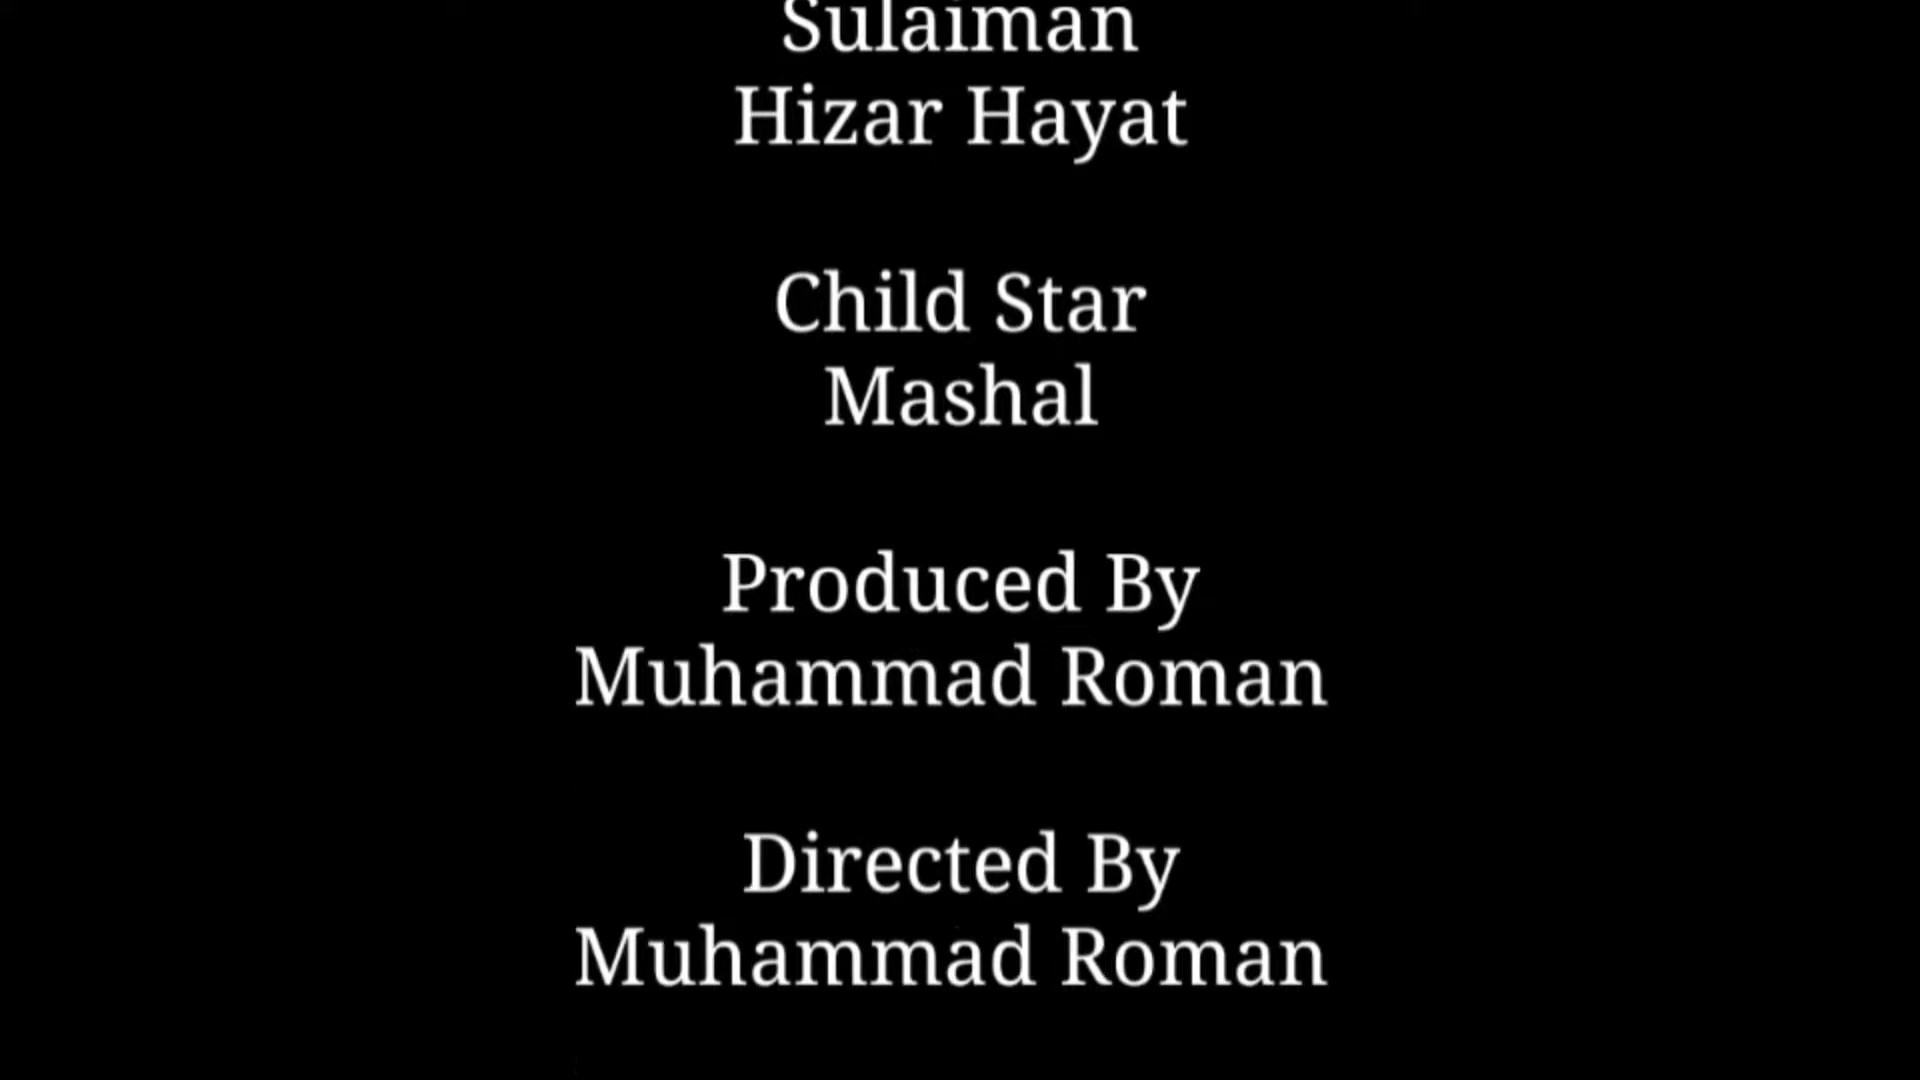 Sulaiman
Hizar Hayat
Child Star
Mashal
Produced By
Muhammad Roman
Directed By
Muhammad Roman